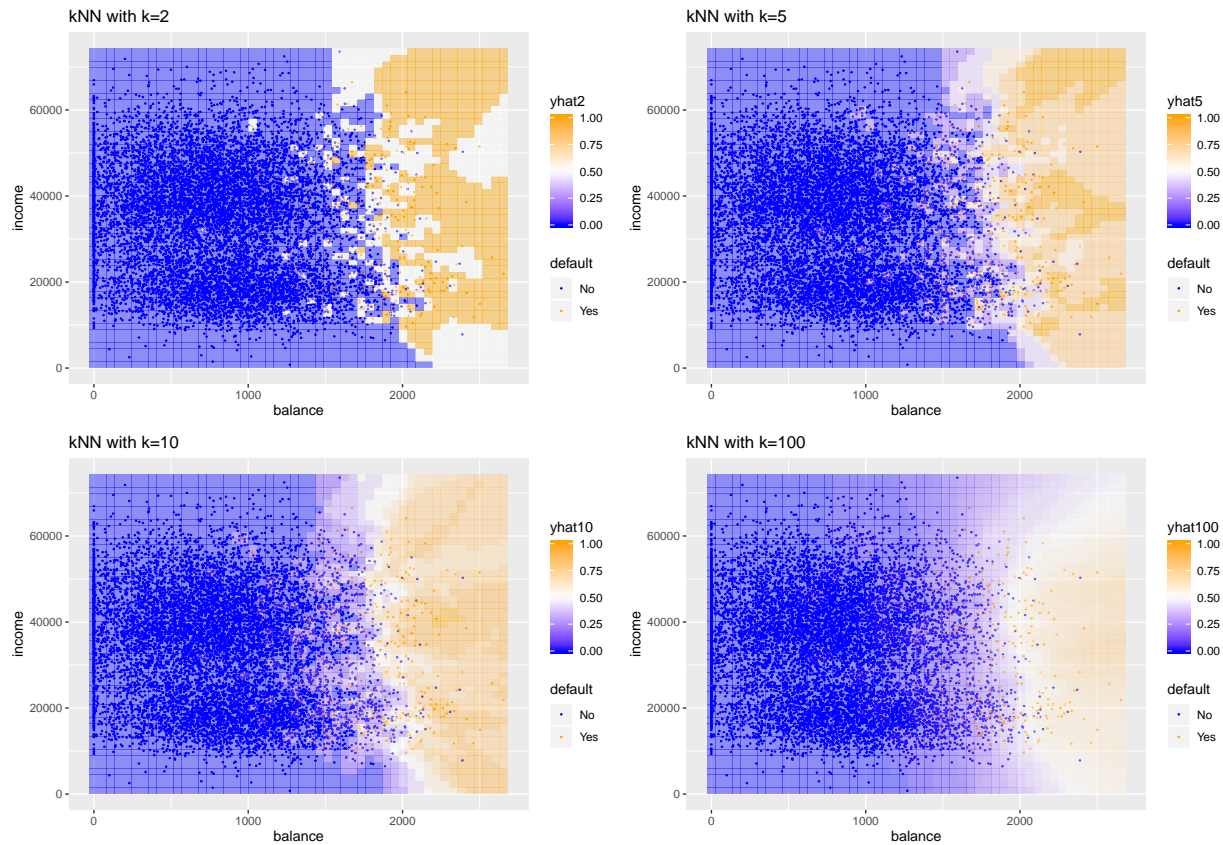 kNN with k=2
60000
40000
20000
0
income
0
1000
2000
balance
yhat2
1.00
0.75
0.50
0.25
0.00
default
No
Yes
kNN with k=5
60000
40000
20000
0
income
0
1000
2000
balance
yhat5
1.00
0.75
0.50
0.25
0.00
default
No
Yes
kNN with k=10
60000
40000
20000
0
income
0
1000
2000
balance
yhat10
1.00
0.75
0.50
0.25
0.00
default
No
Yes
kNN with k=100
60000
40000
20000
0
income
0
1000
2000
balance
yhat100
1.00
0.75
0.50
0.25
0.00
default
No
Yes